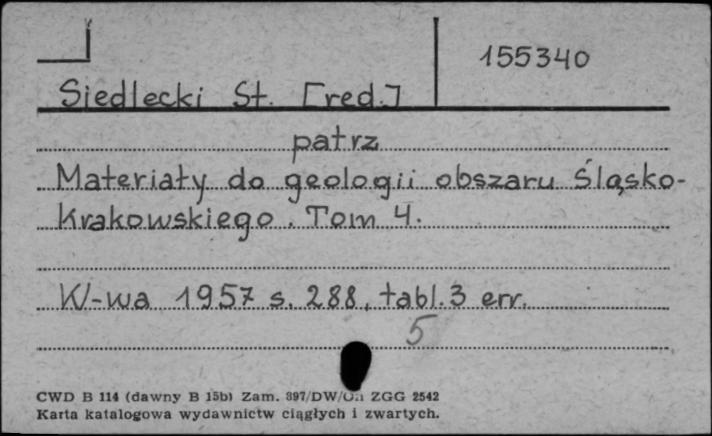 155340
Siedlecki St. [red.]
patrz
Materiały do geologii obszaru Śląsko-
Krakowskiego. Tom 4.
W-wa 1957 s. 288, tabl. 3 err.
5
CWD B 114 (dawny B 15b) Zam. 397/DW/ ZGG 2542
Karta katalogowa wydawnictw ciągłych i zwartych.